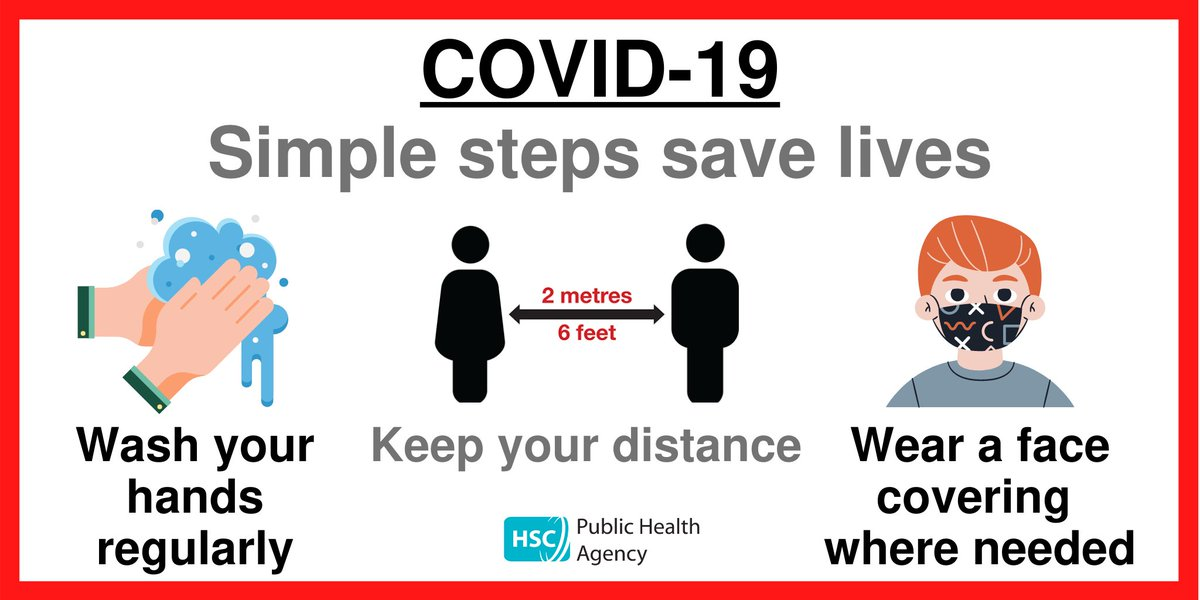 COVID-19
Simple steps save lives
2 metres
6 feet
Wash your
hands
regularly
Keep your distance
Wear a face
covering
where needed
HSC Public Health
Agency